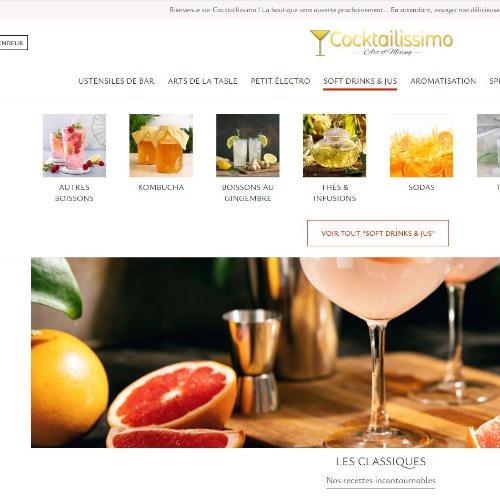 Bienvenue sur Cocktailissimo ! La boutique sera ouverte prochainement... En attendant, essayez nos délicieuse
ENDEUR
Cocktailissimo
Art of Mixing
USTENSILES DE BAR ARTS DE LA TABLE PETIT ÉLECTRO SOFT DRINKS & JUS AROMATISATION SP
AUTRES
BOISSONS
KOMBUCHA
BOISSONS AU
GINGEMBRE
THÉS &
INFUSIONS
SODAS
T
VOIR TOUT "SOFT DRINKS & JUS"
LES CLASSIQUES
Nos recettes incontournables